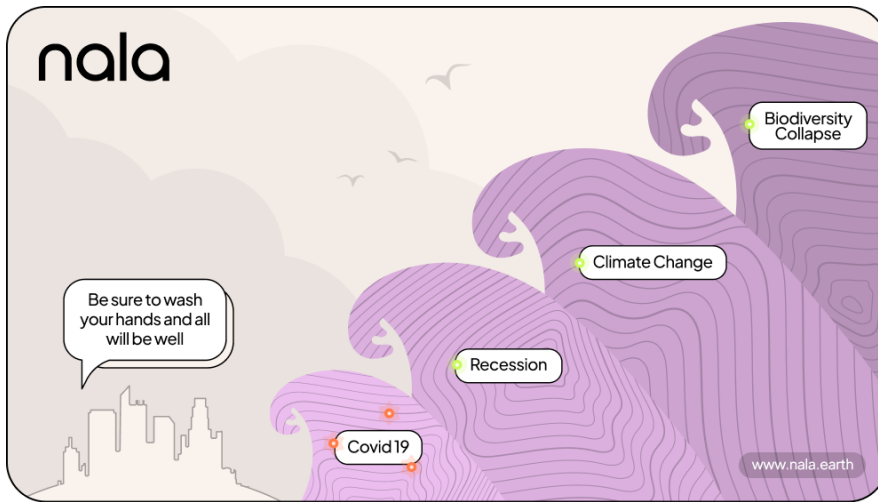 nala
Biodiversity
Collapse
Climate Change
Be sure to wash
your hands and all
will be well
Recession
Covid 19
www.nala.earth